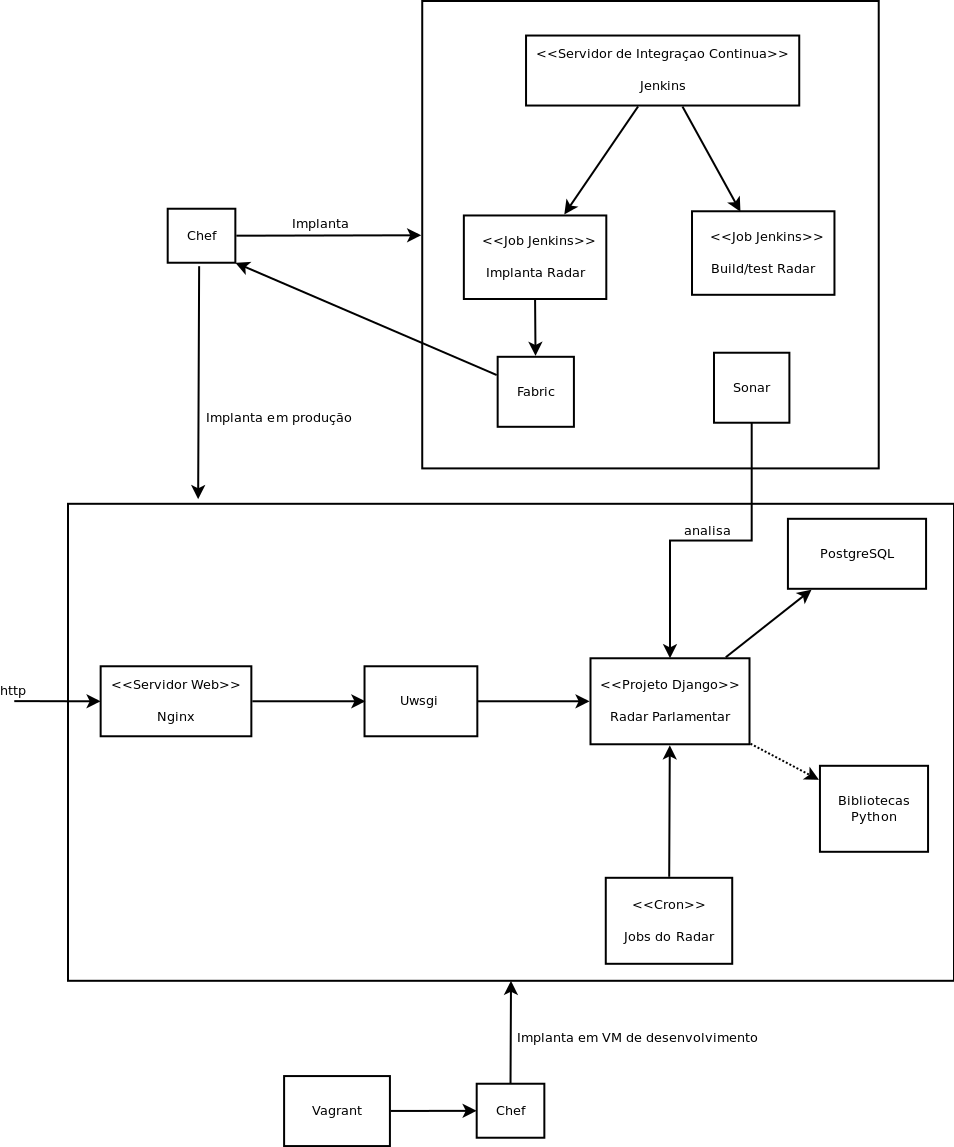 <<Servidor de Integraçao Continua>>
Jenkins
Chef
Implanta
<<Job Jenkins>>
Implanta Radar
<<Job Jenkins>>
Build/test Radar
Fabric
Sonar
Implanta em produção
analisa
PostgreSQL
http
<<Servidor Web>>
Nginx
Uwsgi
<<Projeto Django>>
Radar Parlamentar
Bibliotecas
Python
<<Cron>>
Jobs do Radar
Implanta em VM de desenvolvimento
Vagrant
Chef